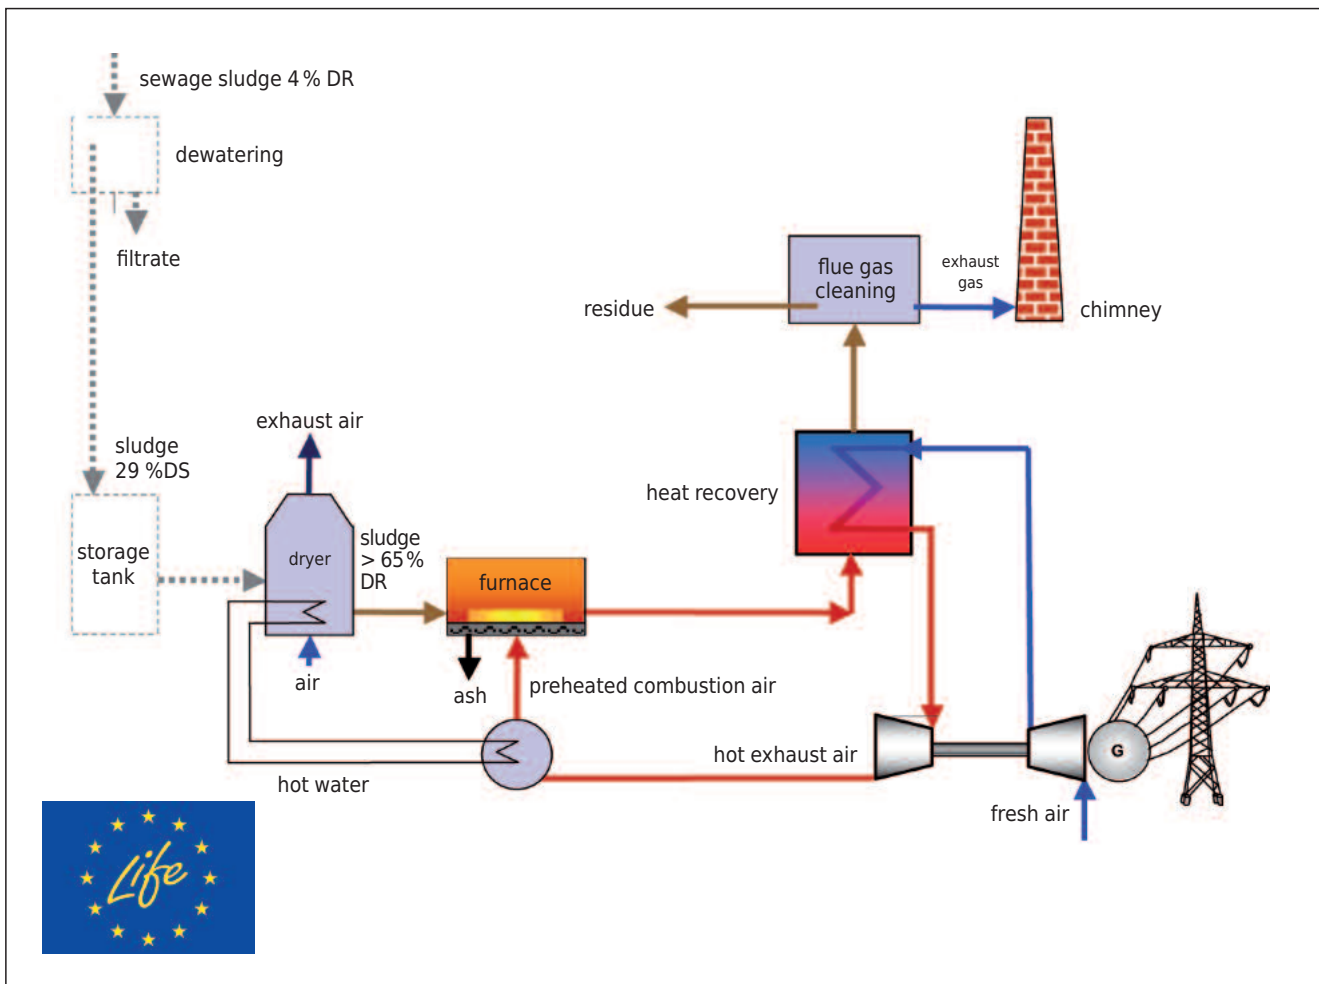 sewage sludge 4 % DR
dewatering
filtrate
flue gas
cleaning
exhaust
gas
residue
chimney
exhaust air
sludge
29 %DS
heat recovery
storage
tank
dryer
sludge
> 65%
DR
furnace
air
ash
preheated combustion air
hot exhaust air
G
hot water
fresh air
Life